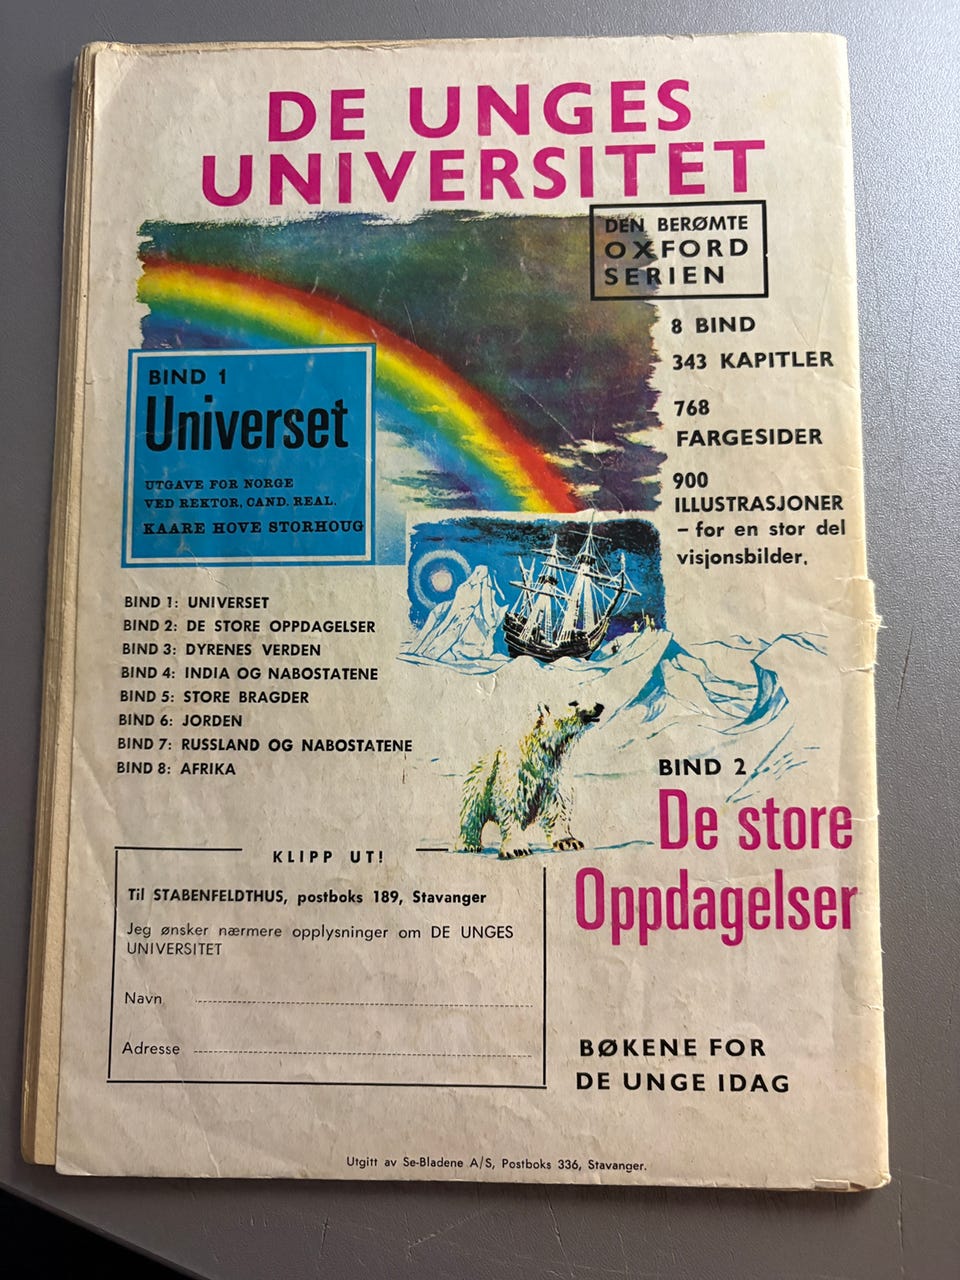 DE UNGES
UNIVERSITET
DEN BERØMTE
OXFORD
SERIEN
8 BIND
343 KAPITLER
768
FARGESIDER
900
ILLUSTRASJONER
– for en stor del
visjonsbilder.
BIND 1
Universet
UTGAVE FOR NORGE
VED REKTOR, CAND. REAL.
KAARE HOVE STORHOUG
BIND 1: UNIVERSET
BIND 2: DE STORE OPPDAGELSER
BIND 3: DYRENES VERDEN
BIND 4: INDIA OG NABOSTATENE
BIND 5: STORE BRAGDER
BIND 6: JORDEN
BIND 7: RUSSLAND OG NABOSTATENE
BIND 8: AFRIKA
BIND 2
De store
Oppdagelser
KLIPP UT!
Til STABENFELDTHUS, postboks 189, Stavanger
Jeg ønsker nærmere opplysninger om DE UNGES
UNIVERSITET
Navn
Adresse
BØKENE FOR
DE UNGE IDAG
Utgitt av Se-Bladene A/S, Postboks 336, Stavanger.